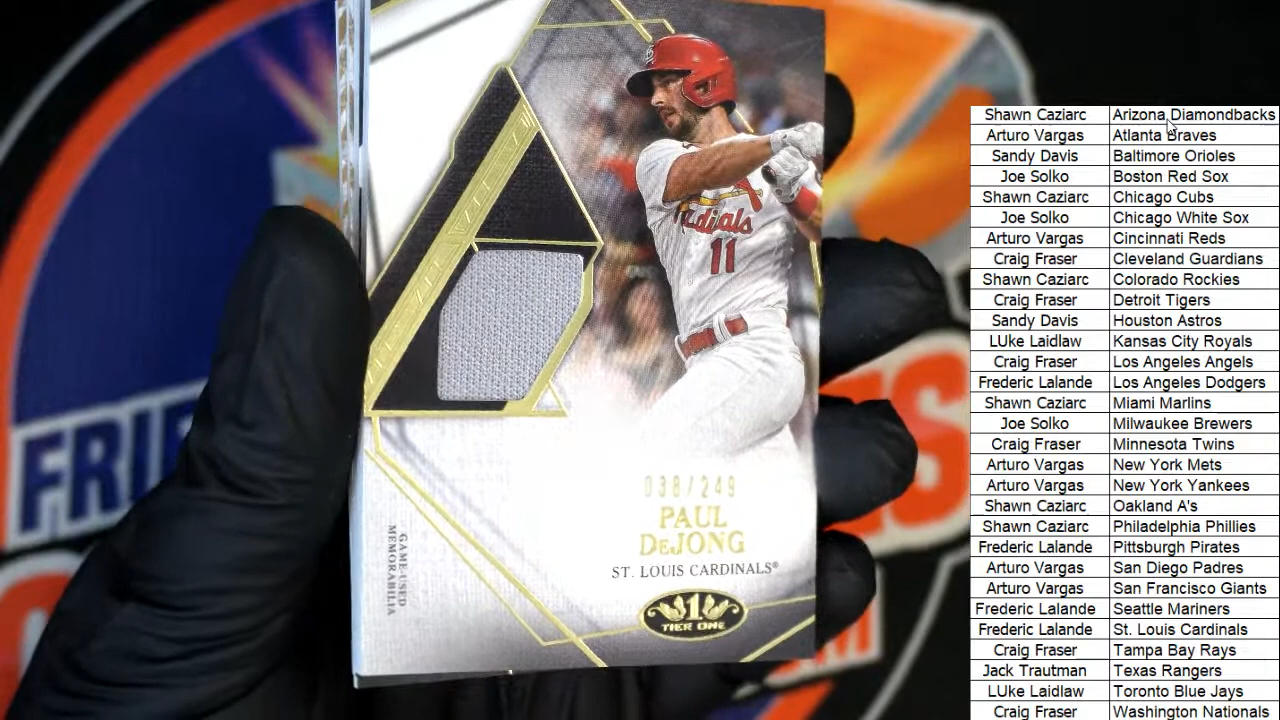 Cardinals
11
038/249
PAUL
DeJONG
ST. LOUIS CARDINALS®
GAME-USED
MEMORABILIA
1
TIER ONE
FRIE
Shawn Caziarc Arizona Diamondbacks
Arturo Vargas Atlanta Braves
Sandy Davis Baltimore Orioles
Joe Solko Boston Red Sox
Shawn Caziarc Chicago Cubs
Joe Solko Chicago White Sox
Arturo Vargas Cincinnati Reds
Craig Fraser Cleveland Guardians
Shawn Caziarc Colorado Rockies
Craig Fraser Detroit Tigers
Sandy Davis Houston Astros
LUke Laidlaw Kansas City Royals
Craig Fraser Los Angeles Angels
Frederic Lalande Los Angeles Dodgers
Shawn Caziarc Miami Marlins
Joe Solko Milwaukee Brewers
Craig Fraser Minnesota Twins
Arturo Vargas New York Mets
Arturo Vargas New York Yankees
Shawn Caziarc Oakland A's
Shawn Caziarc Philadelphia Phillies
Frederic Lalande Pittsburgh Pirates
Arturo Vargas San Diego Padres
Arturo Vargas San Francisco Giants
Frederic Lalande Seattle Mariners
Frederic Lalande St. Louis Cardinals
Craig Fraser Tampa Bay Rays
Jack Trautman Texas Rangers
LUke Laidlaw Toronto Blue Jays
Craig Fraser Washington Nationals